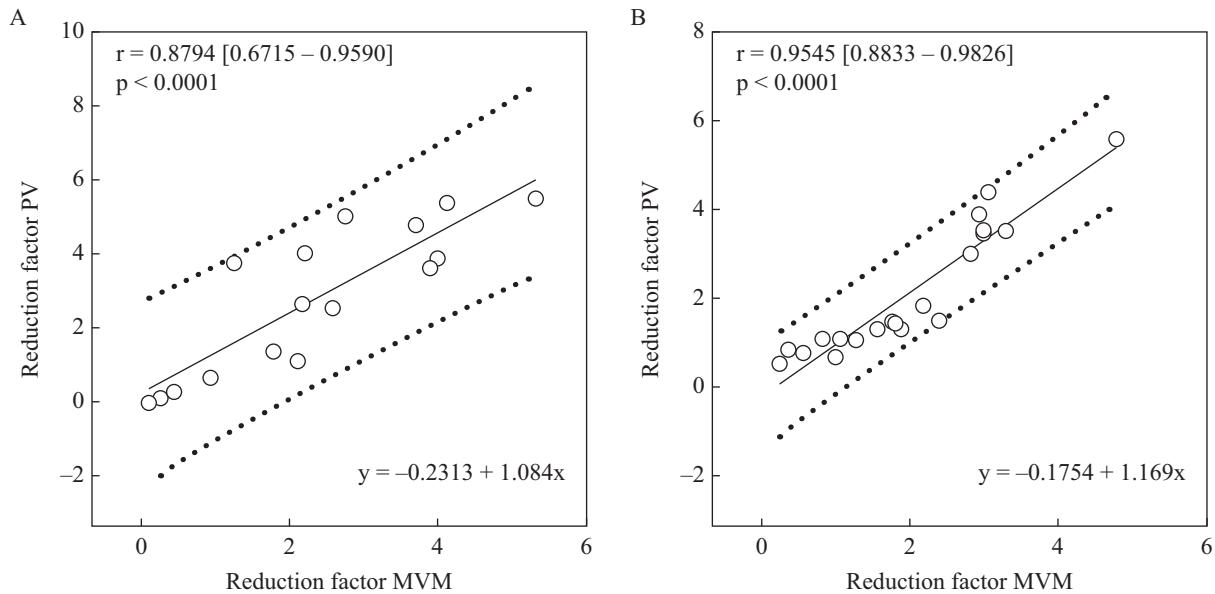 A
r = 0.8794 [0.6715 – 0.9590]
p < 0.0001
10
8
6
4
2
0
–2
Reduction factor PV
y = –0.2313 + 1.084x
0 2 4 6
Reduction factor MVM
B
r = 0.9545 [0.8833 – 0.9826]
p < 0.0001
8
6
4
2
0
–2
Reduction factor PV
y = –0.1754 + 1.169x
0 2 4 6
Reduction factor MVM